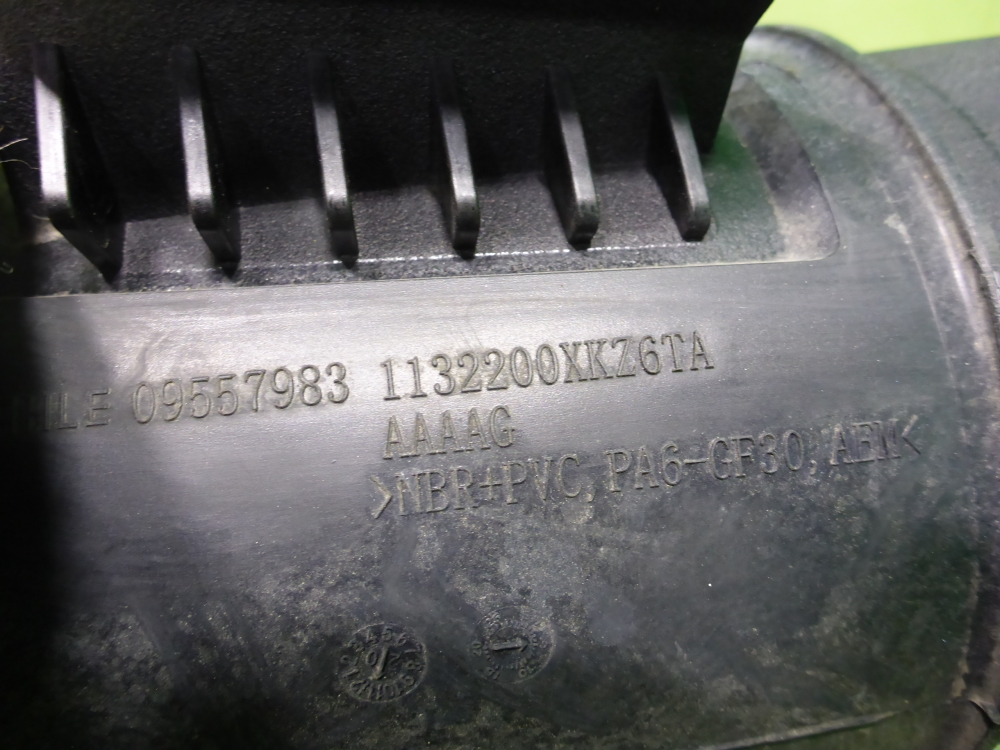 09557983 1132200XKZ6TA
AAAAG
>NBR+PVC, PA6-GF30, AEM<